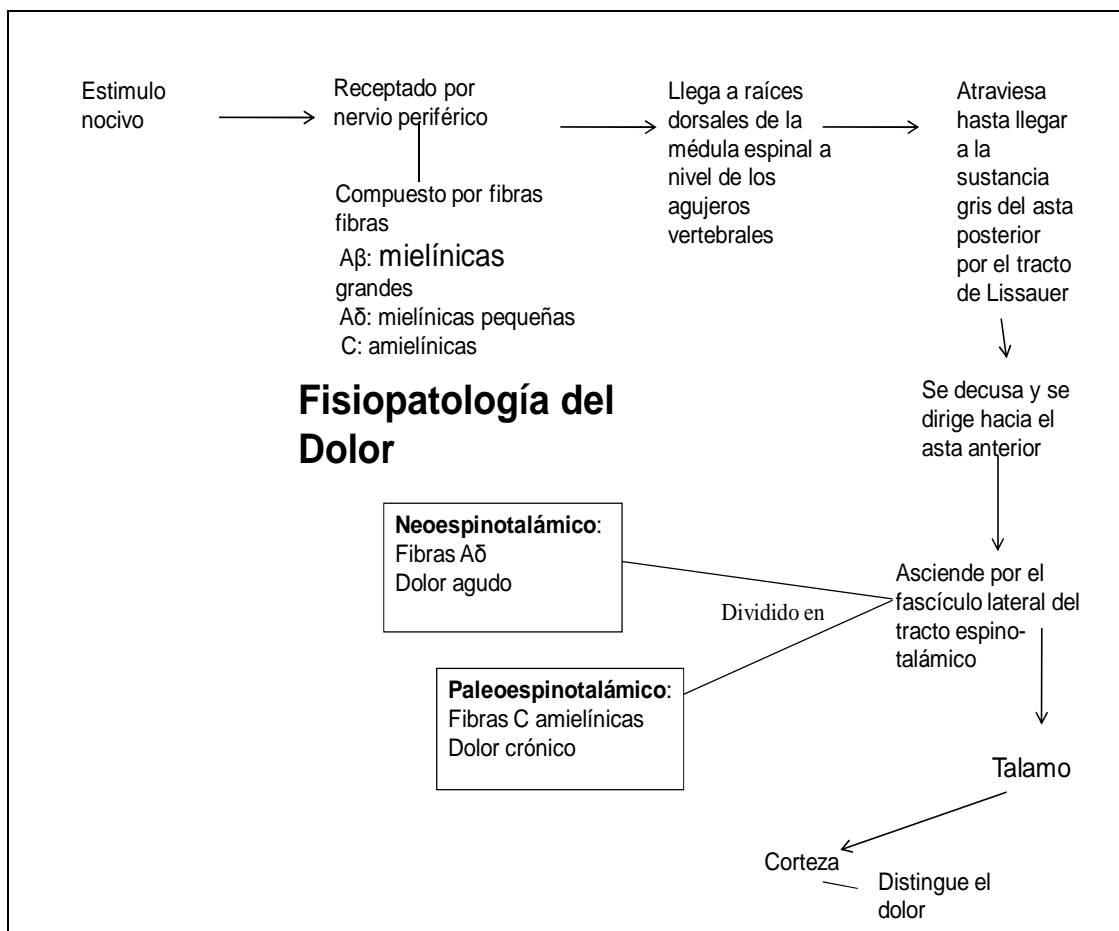 Estimulo
nocivo
Receptado por
nervio periférico
Compuesto por fibras
fibras
Aβ: mielínicas
grandes
Aδ: mielínicas pequeñas
C: amielínicas
Llega a raíces
dorsales de la
médula espinal a
nivel de los
agujeros
vertebrales
Atraviesa
hasta llegar
a la
sustancia
gris del asta
posterior
por el tracto
de Lissauer
Fisiopatología del
Dolor
Se decusa y se
dirige hacia el
asta anterior
Neoespinotalámico:
Fibras Aδ
Dolor agudo
Dividido en
Asciende por el
fascículo lateral del
tracto espino-
talámico
Paleoespinotalámico:
Fibras C amielínicas
Dolor crónico
Talamo
Corteza
Distingue el
dolor